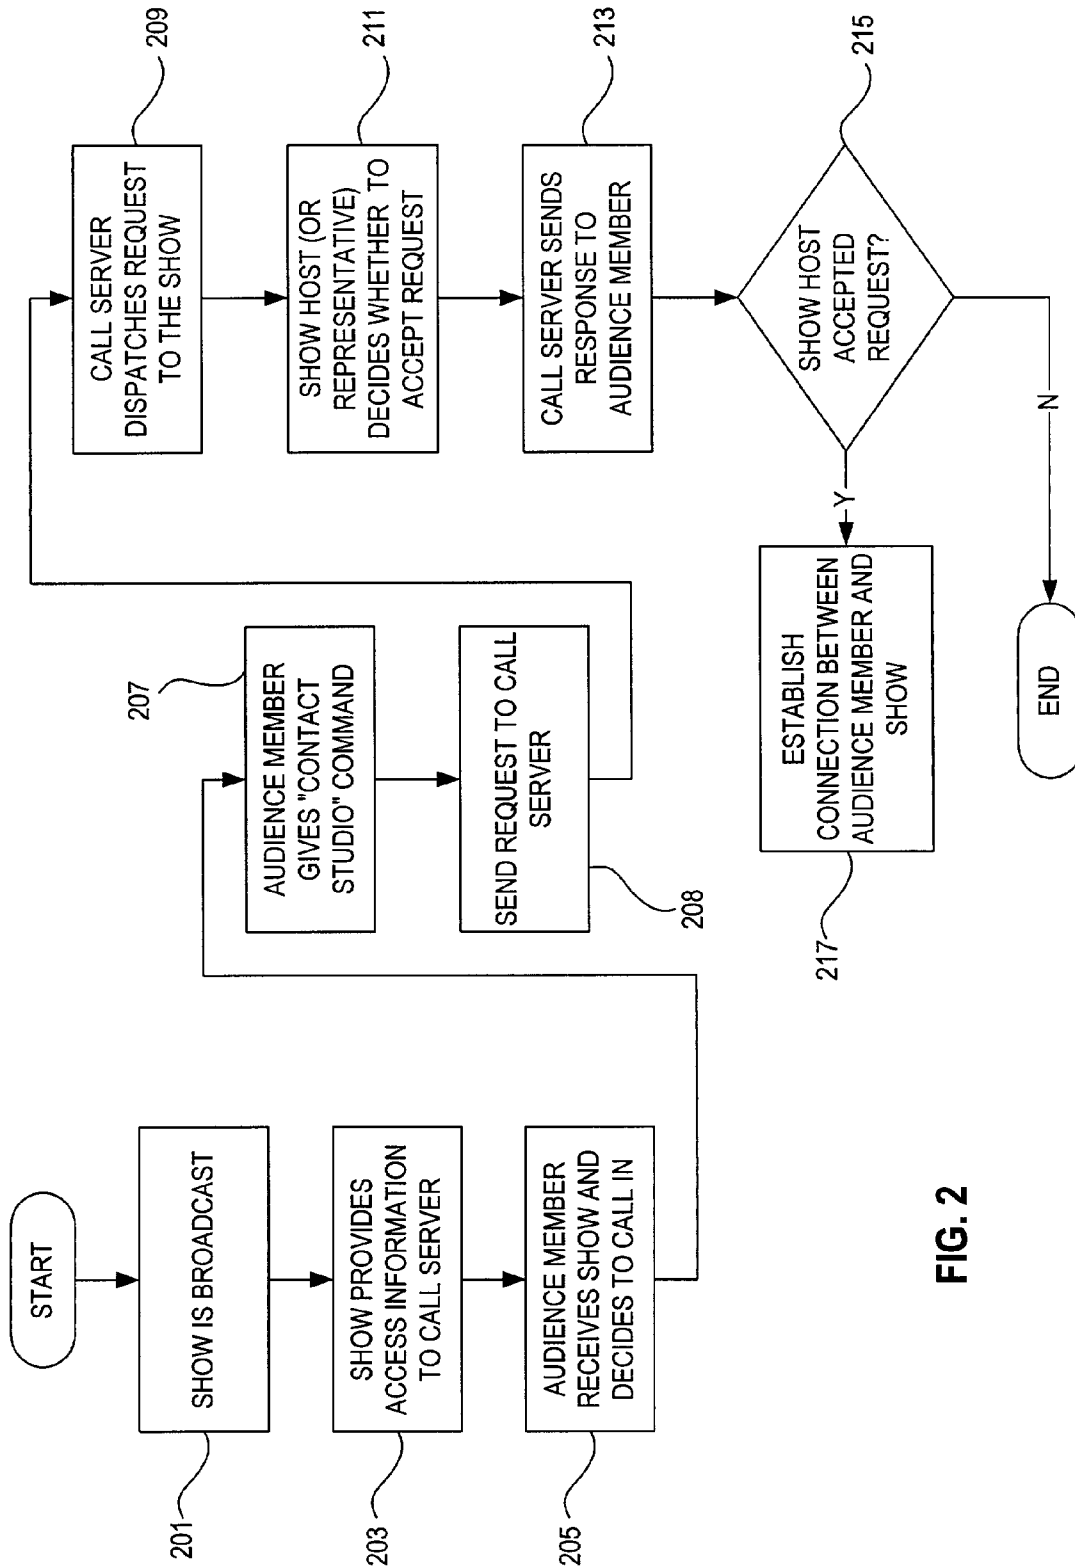 START
SHOW IS BROADCAST
201
SHOW PROVIDES
ACCESS INFORMATION
TO CALL SERVER
203
AUDIENCE MEMBER
RECEIVES SHOW AND
DECIDES TO CALL IN
205
207
AUDIENCE MEMBER
GIVES "CONTACT
STUDIO" COMMAND
SEND REQUEST TO CALL
SERVER
208
CALL SERVER
DISPATCHES REQUEST
TO THE SHOW
209
SHOW HOST (OR
REPRESENTATIVE)
DECIDES WHETHER TO
ACCEPT REQUEST
211
CALL SERVER SENDS
RESPONSE TO
AUDIENCE MEMBER
213
SHOW HOST
ACCEPTED
REQUEST?
215
Y
N
ESTABLISH
CONNECTION BETWEEN
AUDIENCE MEMBER AND
SHOW
217
END
FIG. 2